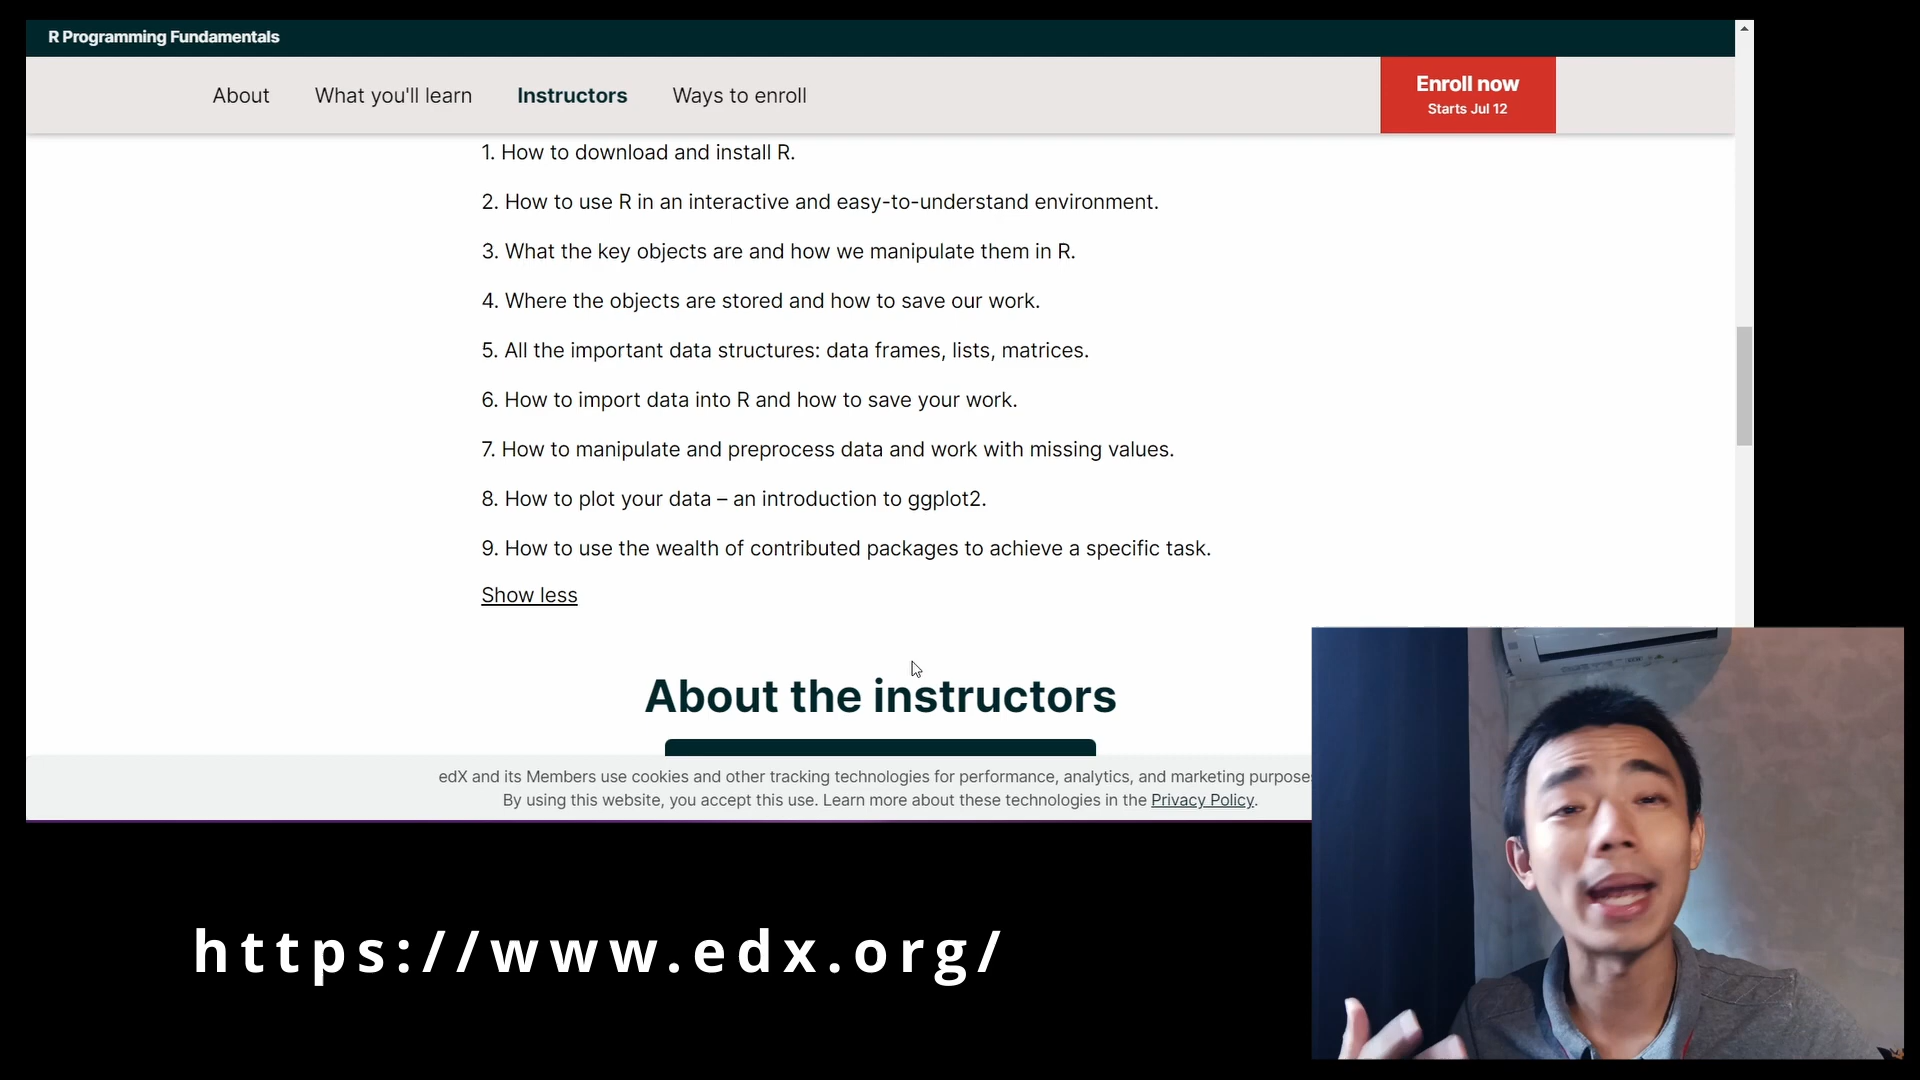 R Programming Fundamentals
About What you'll learn Instructors Ways to enroll
Enroll now
Starts Jul 12
1. How to download and install R.
2. How to use R in an interactive and easy-to-understand environment.
3. What the key objects are and how we manipulate them in R.
4. Where the objects are stored and how to save our work.
5. All the important data structures: data frames, lists, matrices.
6. How to import data into R and how to save your work.
7. How to manipulate and preprocess data and work with missing values.
8. How to plot your data – an introduction to ggplot2.
9. How to use the wealth of contributed packages to achieve a specific task.
Show less
About the instructors
edX and its Members use cookies and other tracking technologies for performance, analytics, and marketing purposes
By using this website, you accept this use. Learn more about these technologies in the Privacy Policy.
https://www.edx.org/